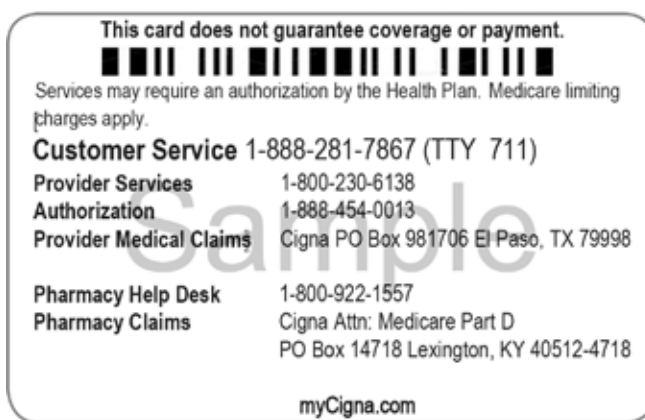 This card does not guarantee coverage or payment.
Services may require an authorization by the Health Plan. Medicare limiting
charges apply.
Customer Service 1-888-281-7867 (TTY 711)
Provider Services 1-800-230-6138
Authorization 1-888-454-0013
Provider Medical Claims Cigna PO Box 981706 El Paso, TX 79998
Sample
Pharmacy Help Desk 1-800-922-1557
Pharmacy Claims Cigna Attn: Medicare Part D
PO Box 14718 Lexington, KY 40512-4718
myCigna.com